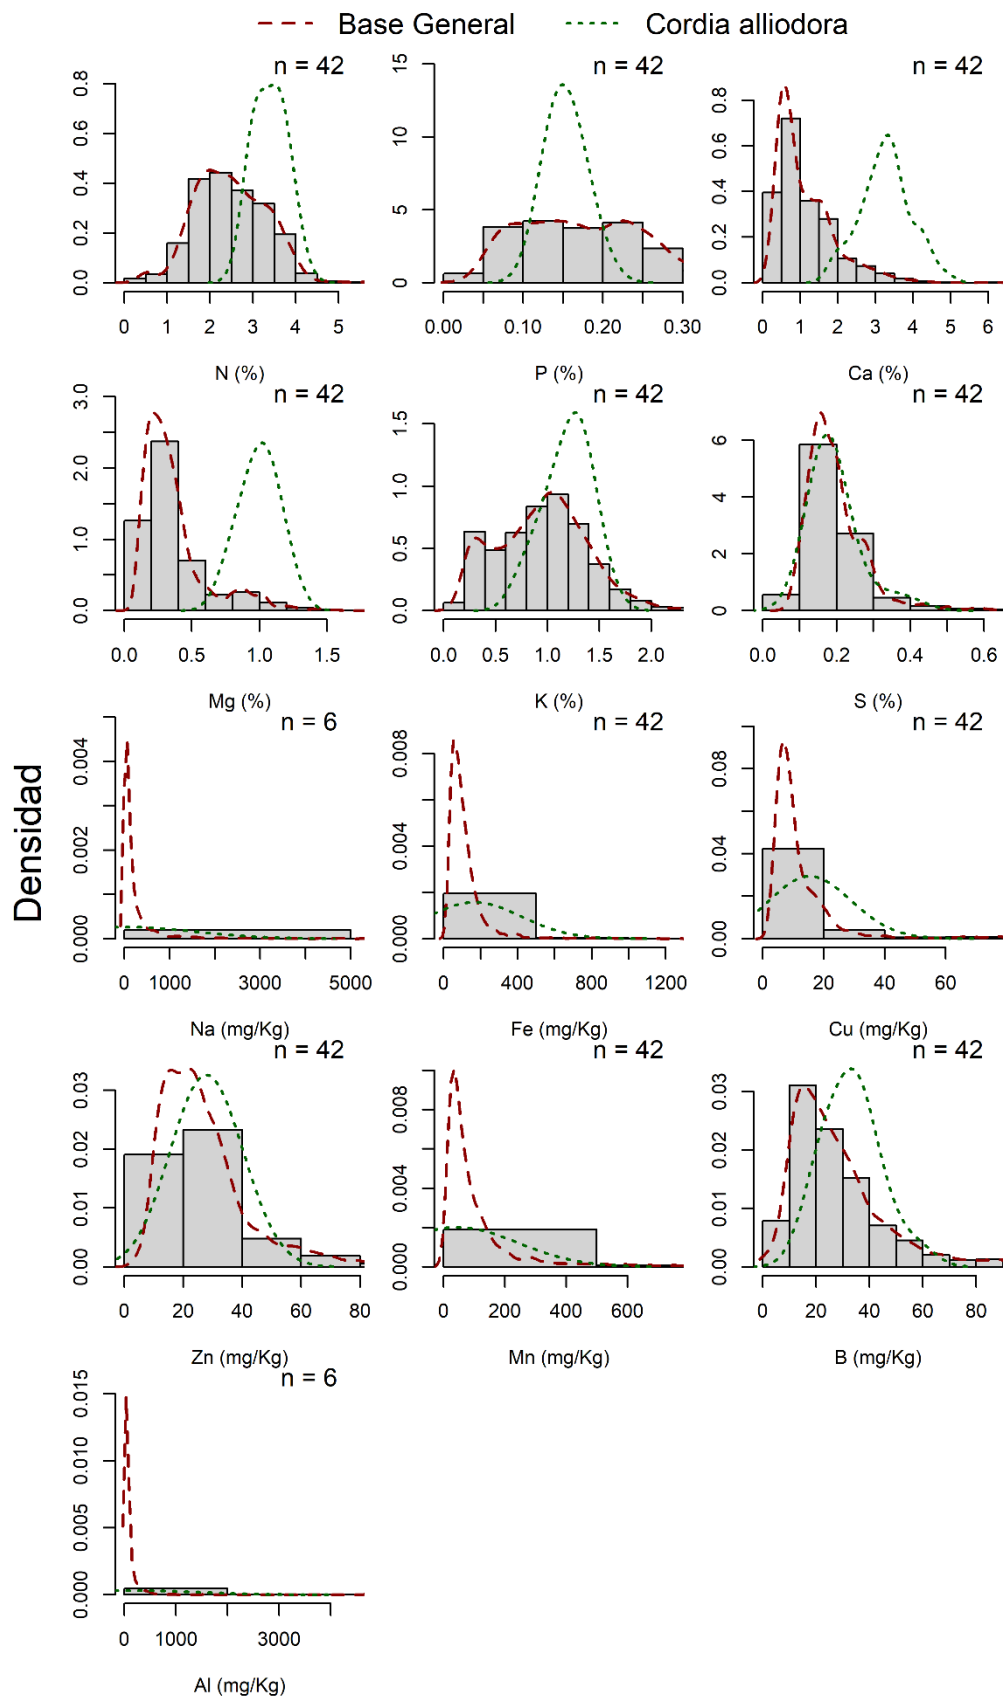 Base General Cordia alliodora
n = 42 n = 42 n = 42
0.0 0.2 0.4 0.6 0.8
0 1 2 3 4 5
N (%)
0 5 10 15
0.00 0.10 0.20 0.30
P (%)
0.0 0.2 0.4 0.6 0.8
0 1 2 3 4 5 6
Ca (%)
n = 42 n = 42 n = 42
0.0 1.0 2.0 3.0
0.0 0.5 1.0 1.5
Mg (%)
0.0 0.5 1.0 1.5
0.0 0.5 1.0 1.5 2.0
K (%)
0 2 4 6
0.0 0.2 0.4 0.6
S (%)
Densidad
n = 6 n = 42 n = 42
0.000 0.002 0.004
0 1000 3000 5000
Na (mg/Kg)
0.000 0.004 0.008
0 400 800 1200
Fe (mg/Kg)
0.00 0.04 0.08
0 20 40 60
Cu (mg/Kg)
n = 42 n = 42 n = 42
0.00 0.01 0.02 0.03
0 20 40 60 80
Zn (mg/Kg)
0.000 0.004 0.008
0 200 400 600
Mn (mg/Kg)
0.00 0.01 0.02 0.03
0 20 40 60 80
B (mg/Kg)
n = 6
0.000 0.005 0.010 0.015
0 1000 3000
Al (mg/Kg)